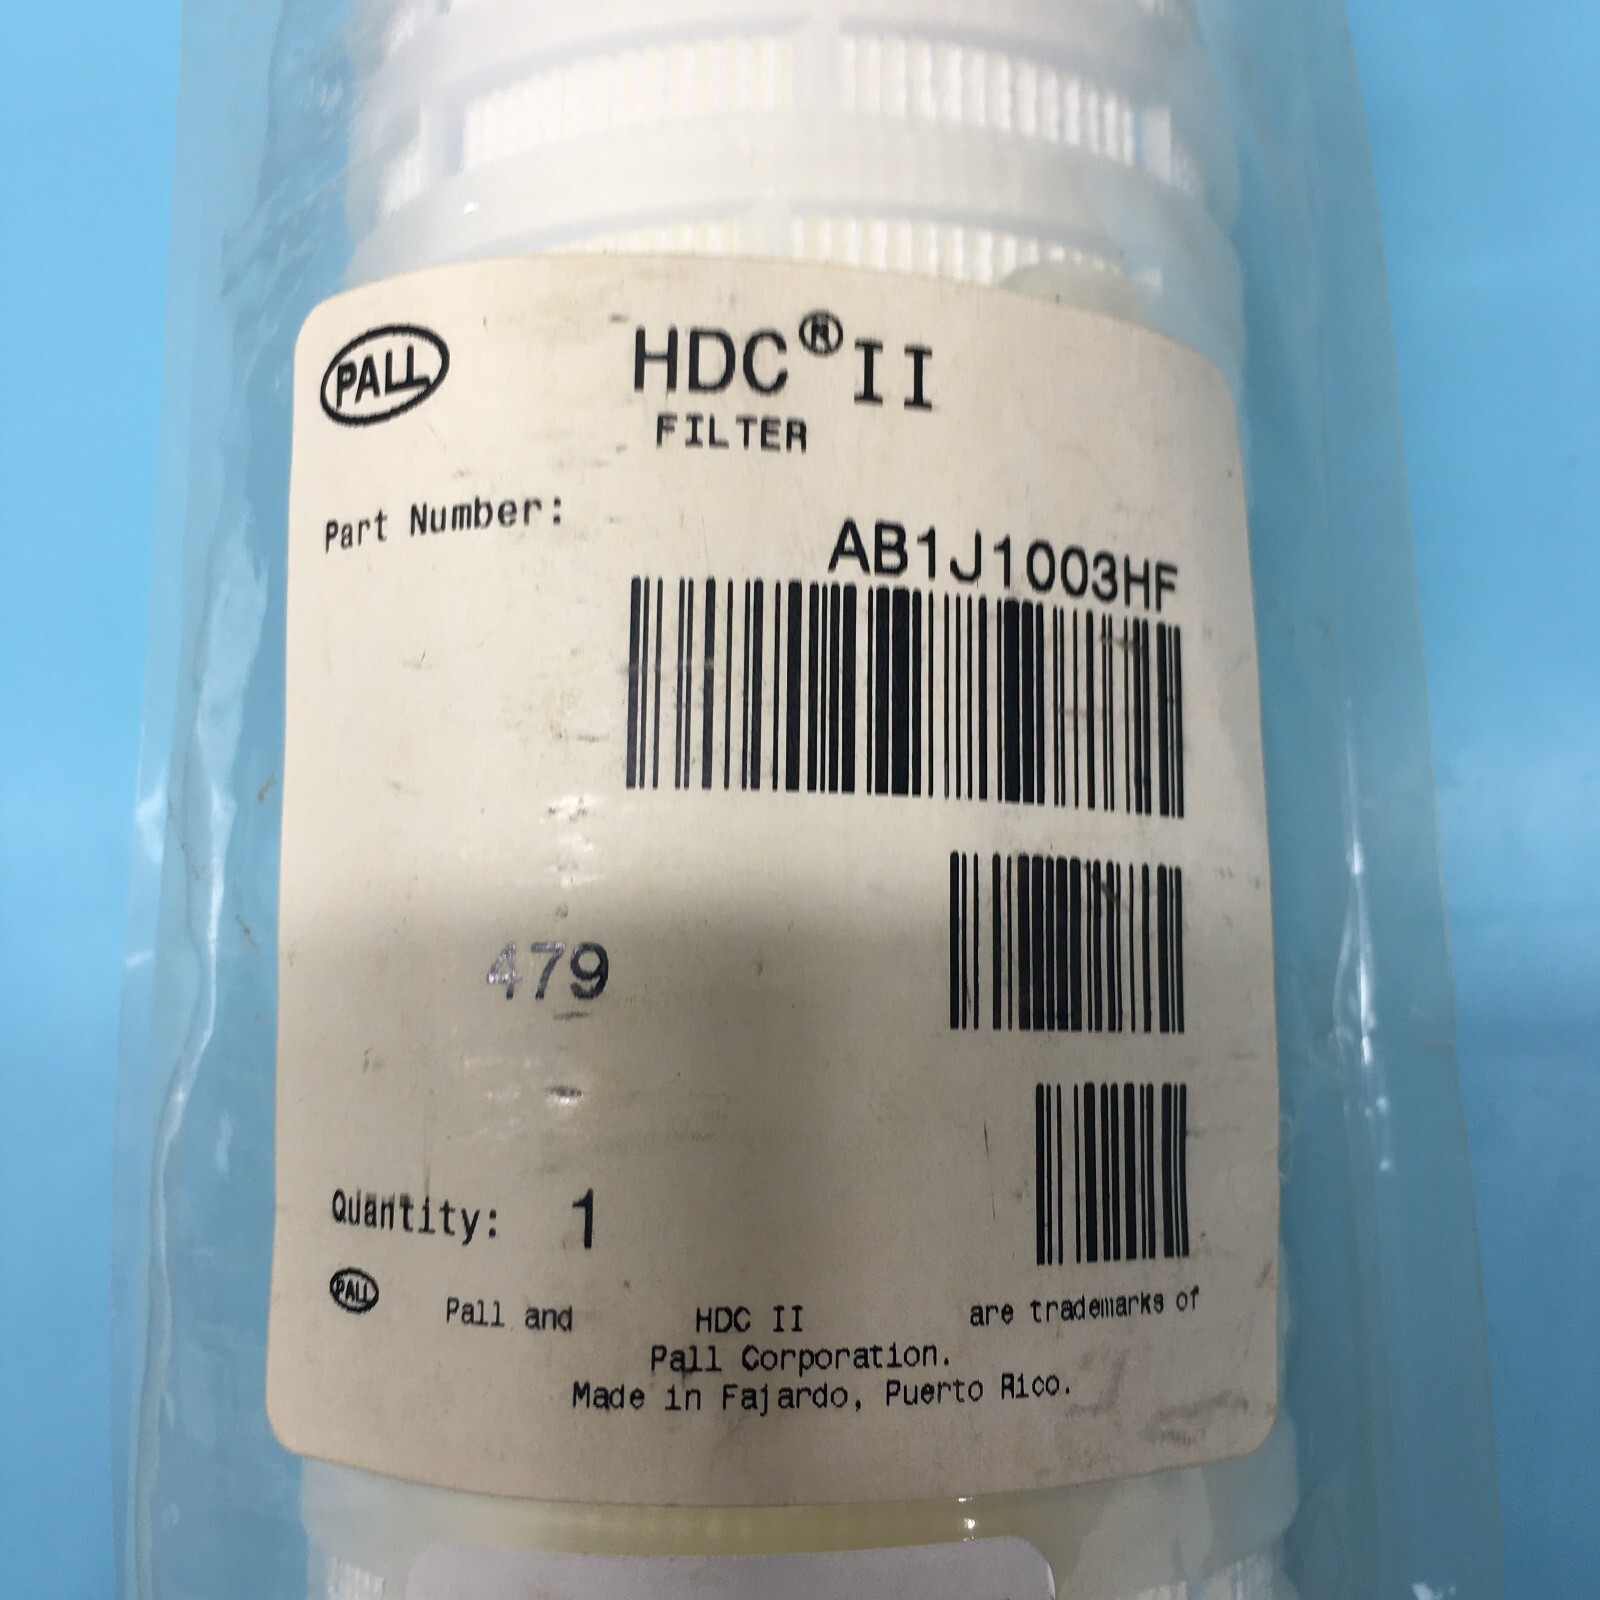 PALL
HDC® II
FILTER
Part Number:
AB1J1003HF
479
Quantity: 1
PALL Pall and HDC II are trademarks of
Pall Corporation.
Made in Fajardo, Puerto Rico.